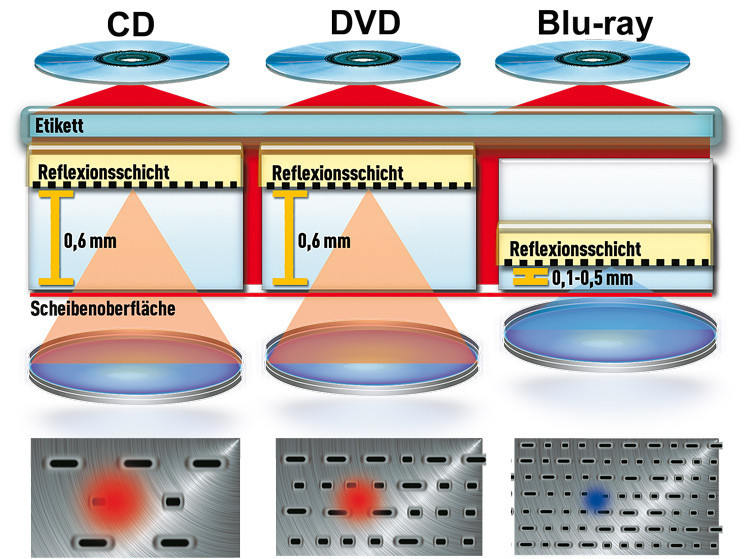 CD
DVD
Blu-ray
Etikett
Reflexionsschicht
Reflexionsschicht
0,6 mm
0,6 mm
Reflexionsschicht
0,1-0,5 mm
Scheibenoberfläche